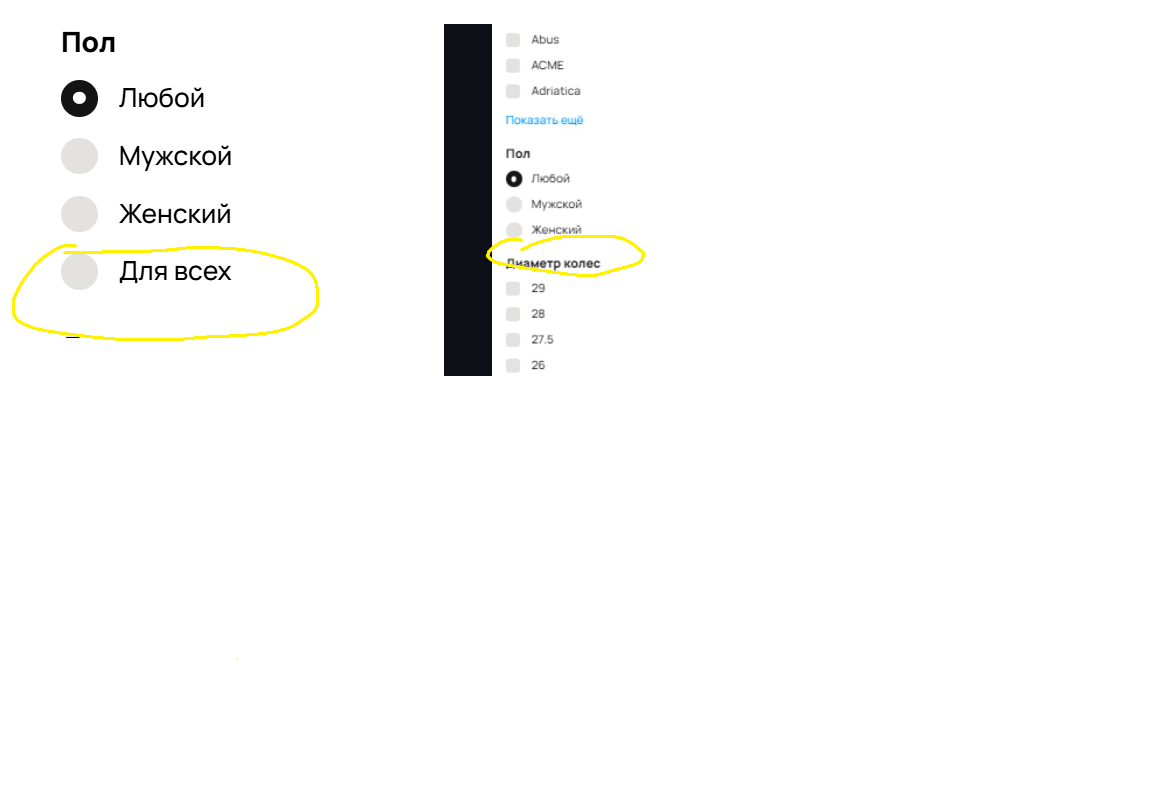 Пол
Любой
Мужской
Женский
Для всех
Abus
ACME
Adriatica
Показать ещё
Пол
Любой
Мужской
Женский
Диаметр колес
29
28
27.5
26